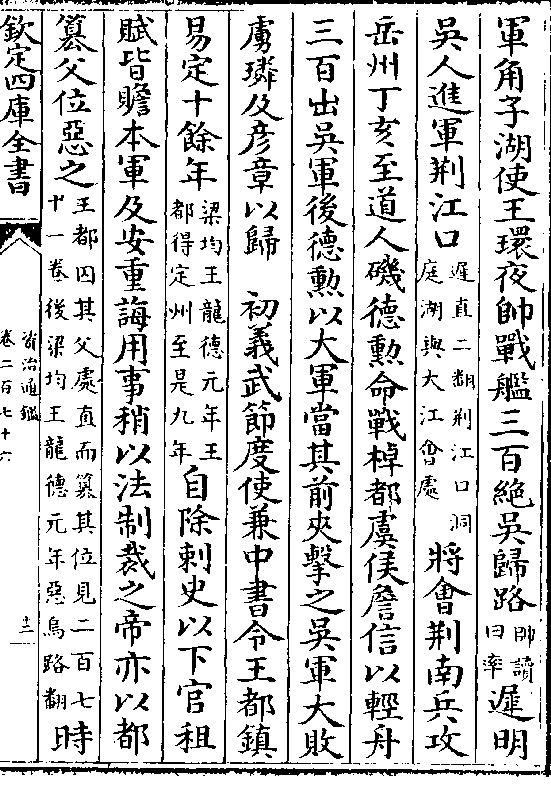 軍角子湖使王環夜帥戰艦三百絶吳歸路帥讀曰率遲明
吳人進軍荆江口遲直二翻荆江口洞庭湖與大江會處將會荆南兵攻
岳州丁亥至道人磯德勲命戰棹都虞侯詹信以輕舟
三百出吳軍後德勲以大軍當其前夾擊之吳軍大敗
虜璘及彦章以歸　初義武節度使兼中書令王都鎮
易定十餘年梁均王龍德元年王都得定州至是九年自除刺史以下官租
賦皆贍本軍及安重誨用事稍以法制裁之帝亦以都
簒父位惡之王都囚其父處直而簒其位見二百七十一卷後梁均王龍德元年惡烏路翻時
欽定四庫全書
資治通鑑
卷二百七十六
十二